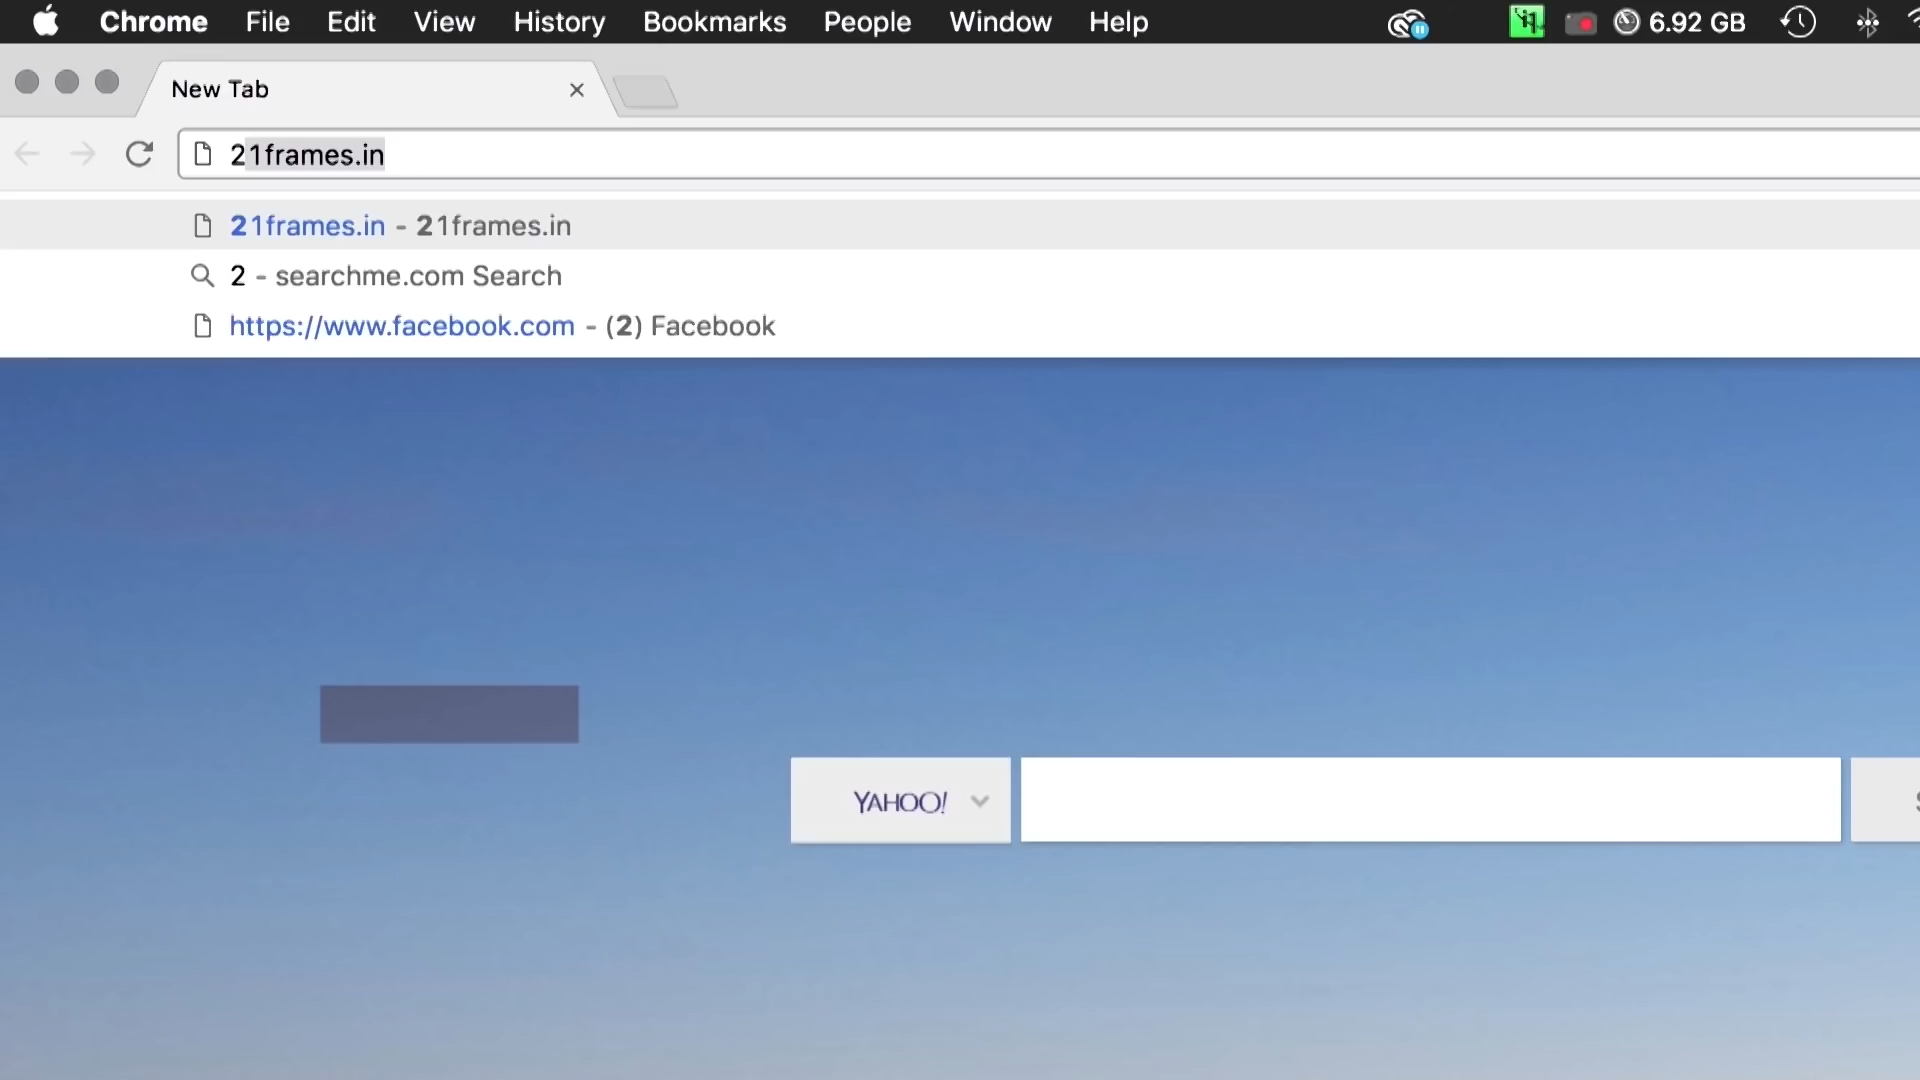 Chrome File Edit View History Bookmarks People Window Help 6.92 GB
New Tab
21frames.in
21frames.in - 21frames.in
2 - searchme.com Search
https://www.facebook.com - (2) Facebook
YAHOO!